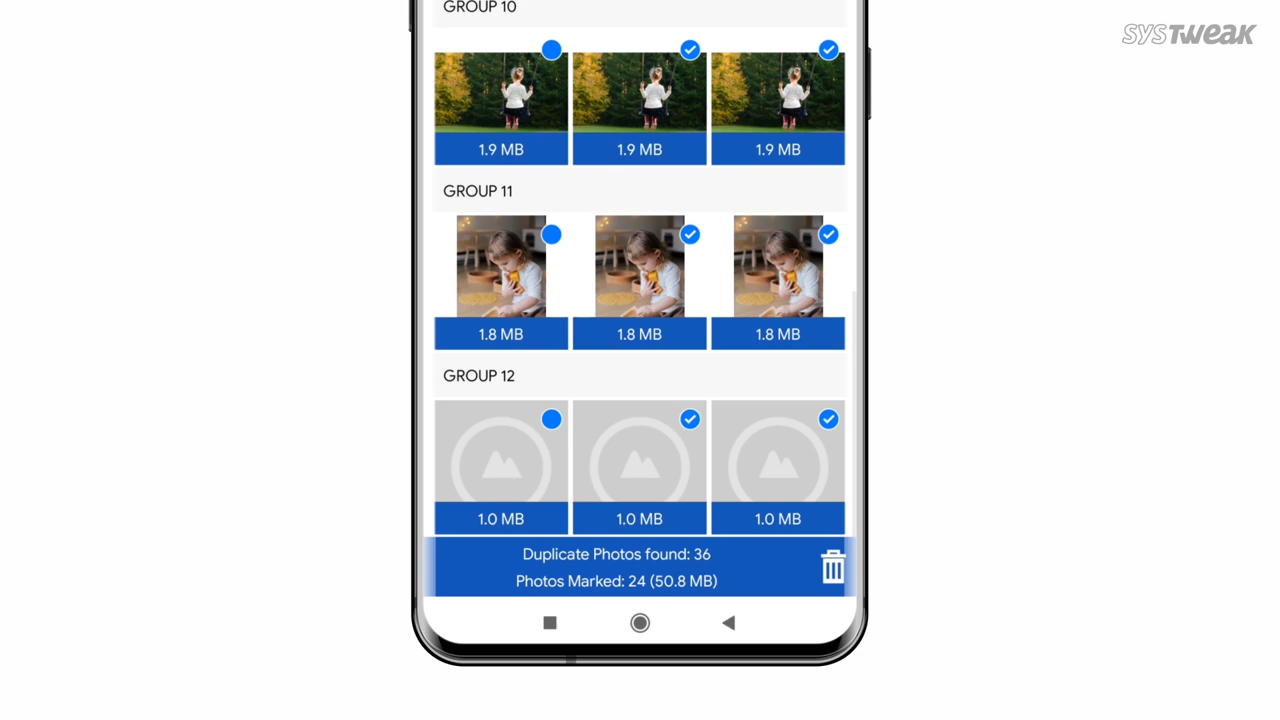 GROUP 10
SYSTWEAK
1.9 MB 1.9 MB 1.9 MB
GROUP 11
1.8 MB 1.8 MB 1.8 MB
GROUP 12
1.0 MB 1.0 MB 1.0 MB
Duplicate Photos found: 36
Photos Marked: 24 (50.8 MB)